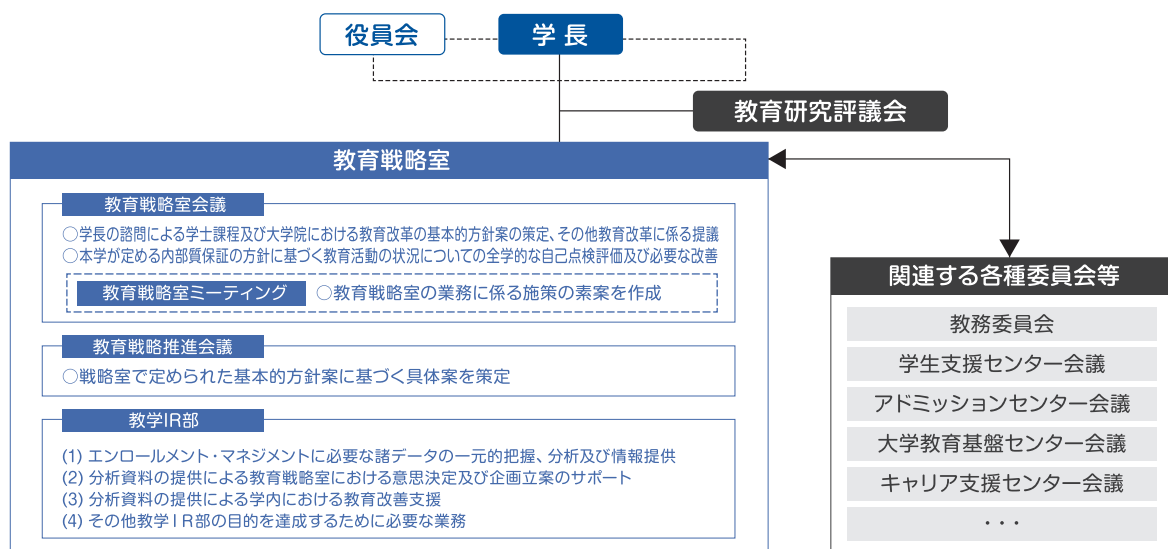 役員会
学長
教育研究評議会
教育戦略室
教育戦略室会議
○学長の諮問による学士課程及び大学院における教育改革の基本的方針案の策定、その他教育改革に係る提議
○本学が定める内部質保証の方針に基づく教育活動の状況についての全学的な自己点検評価及び必要な改善
教育戦略室ミーティング ○教育戦略室の業務に係る施策の素案を作成
教育戦略推進会議
○戦略室で定められた基本的方針案に基づく具体案を策定
教学IR部
(1) エンロールメント・マネジメントに必要な諸データの一元的把握、分析及び情報提供
(2) 分析資料の提供による教育戦略室における意思決定及び企画立案のサポート
(3) 分析資料の提供による学内における教育改善支援
(4) その他教学IR部の目的を達成するために必要な業務
関連する各種委員会等
教務委員会
学生支援センター会議
アドミッションセンター会議
大学教育基盤センター会議
キャリア支援センター会議
・・・